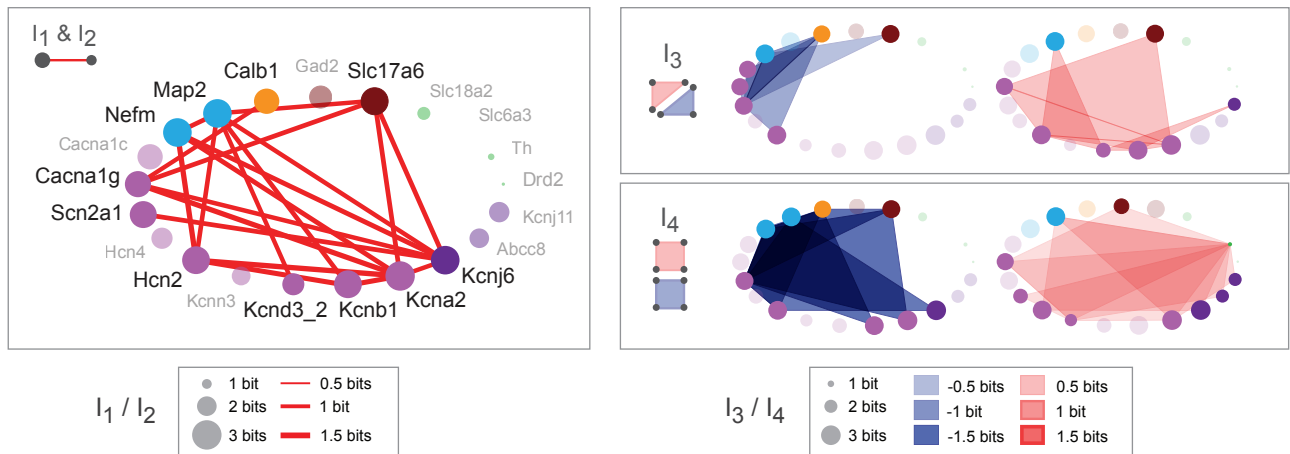 I1 & I2
Calb1
Gad2
Slc17a6
Map2
Slc18a2
Nefm
Slc6a3
Cacna1c
Th
Cacna1g
Drd2
Scn2a1
Kcnj11
Hcn4
Abcc8
Hcn2
Kcnj6
Kcnn3
Kcnd3_2
Kcnb1
Kcna2
I3
I4
I1 / I2
1 bit
0.5 bits
2 bits
1 bit
3 bits
1.5 bits
I3 / I4
1 bit
-0.5 bits
0.5 bits
2 bits
-1 bit
1 bit
3 bits
-1.5 bits
1.5 bits